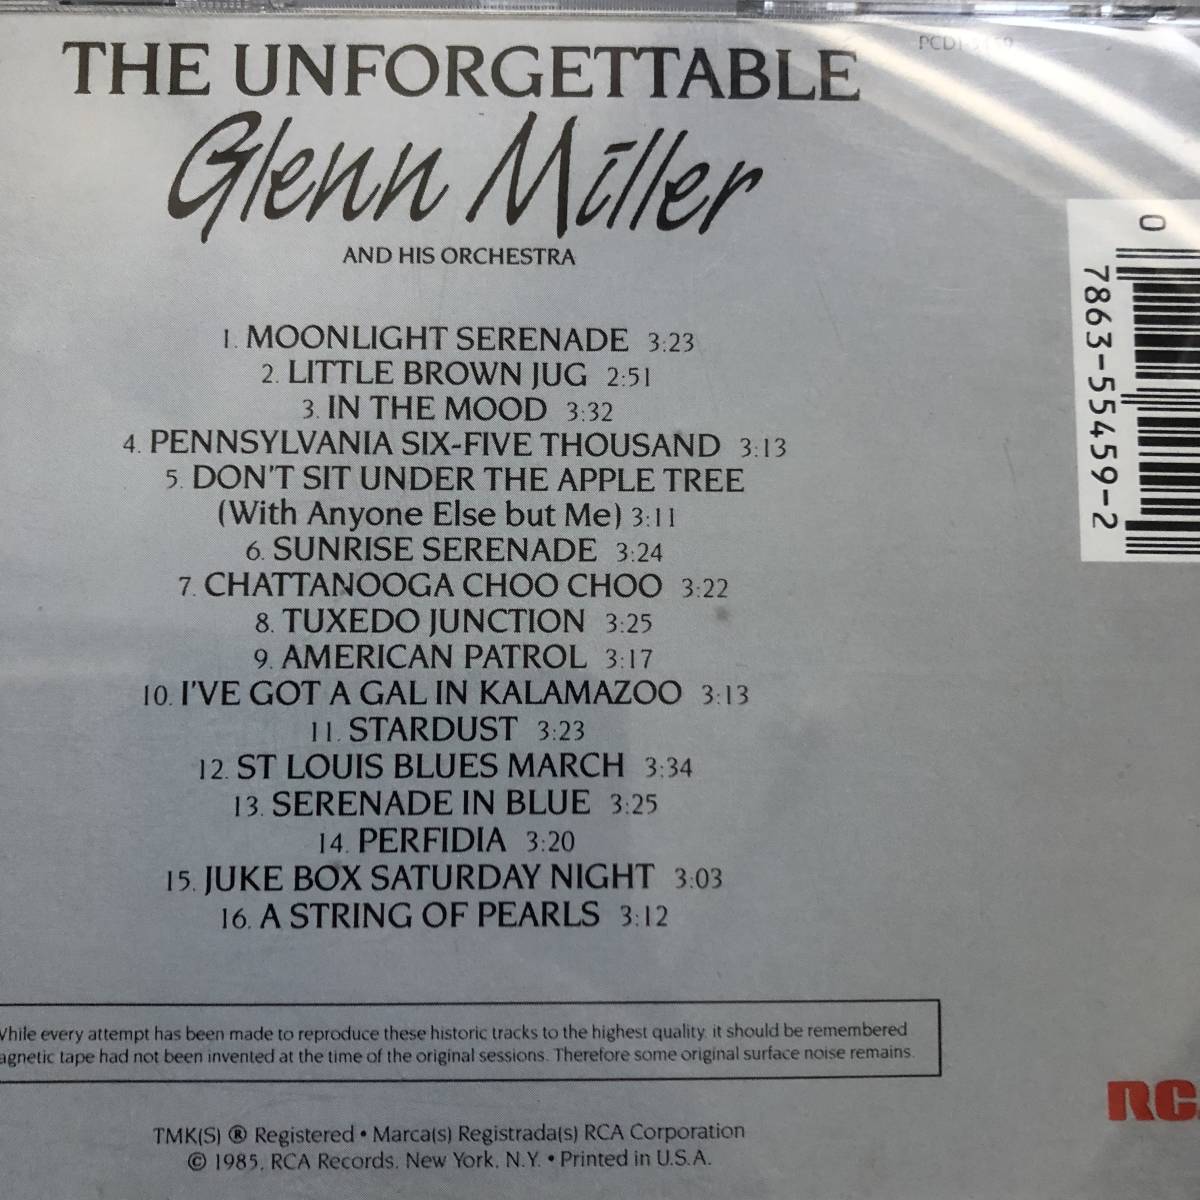 THE UNFORGETTABLE
Glenn Miller
AND HIS ORCHESTRA
1. MOONLIGHT SERENADE 3:23
2. LITTLE BROWN JUG 2:51
3. IN THE MOOD 3:32
4. PENNSYLVANIA SIX-FIVE THOUSAND 3:13
5. DON'T SIT UNDER THE APPLE TREE
(With Anyone Else but Me) 3:11
6. SUNRISE SERENADE 3:24
7. CHATTANOOGA CHOO CHOO 3:22
8. TUXEDO JUNCTION 3:25
9. AMERICAN PATROL 3:17
10. I'VE GOT A GAL IN KALAMAZOO 3:13
11. STARDUST 3:23
12. ST LOUIS BLUES MARCH 3:34
13. SERENADE IN BLUE 3:25
14. PERFIDIA 3:20
15. JUKE BOX SATURDAY NIGHT 3:03
16. A STRING OF PEARLS 3:12
While every attempt has been made to reproduce these historic tracks to the highest quality, it should be remembered
agnetic tape had not been invented at the time of the original sessions. Therefore some original surface noise remains.
TMK(S) ® Registered • Marca(s) Registrada(s) RCA Corporation
© 1985, RCA Records, New York, N.Y. • Printed in U.S.A.
0
7863-55459-2
RC